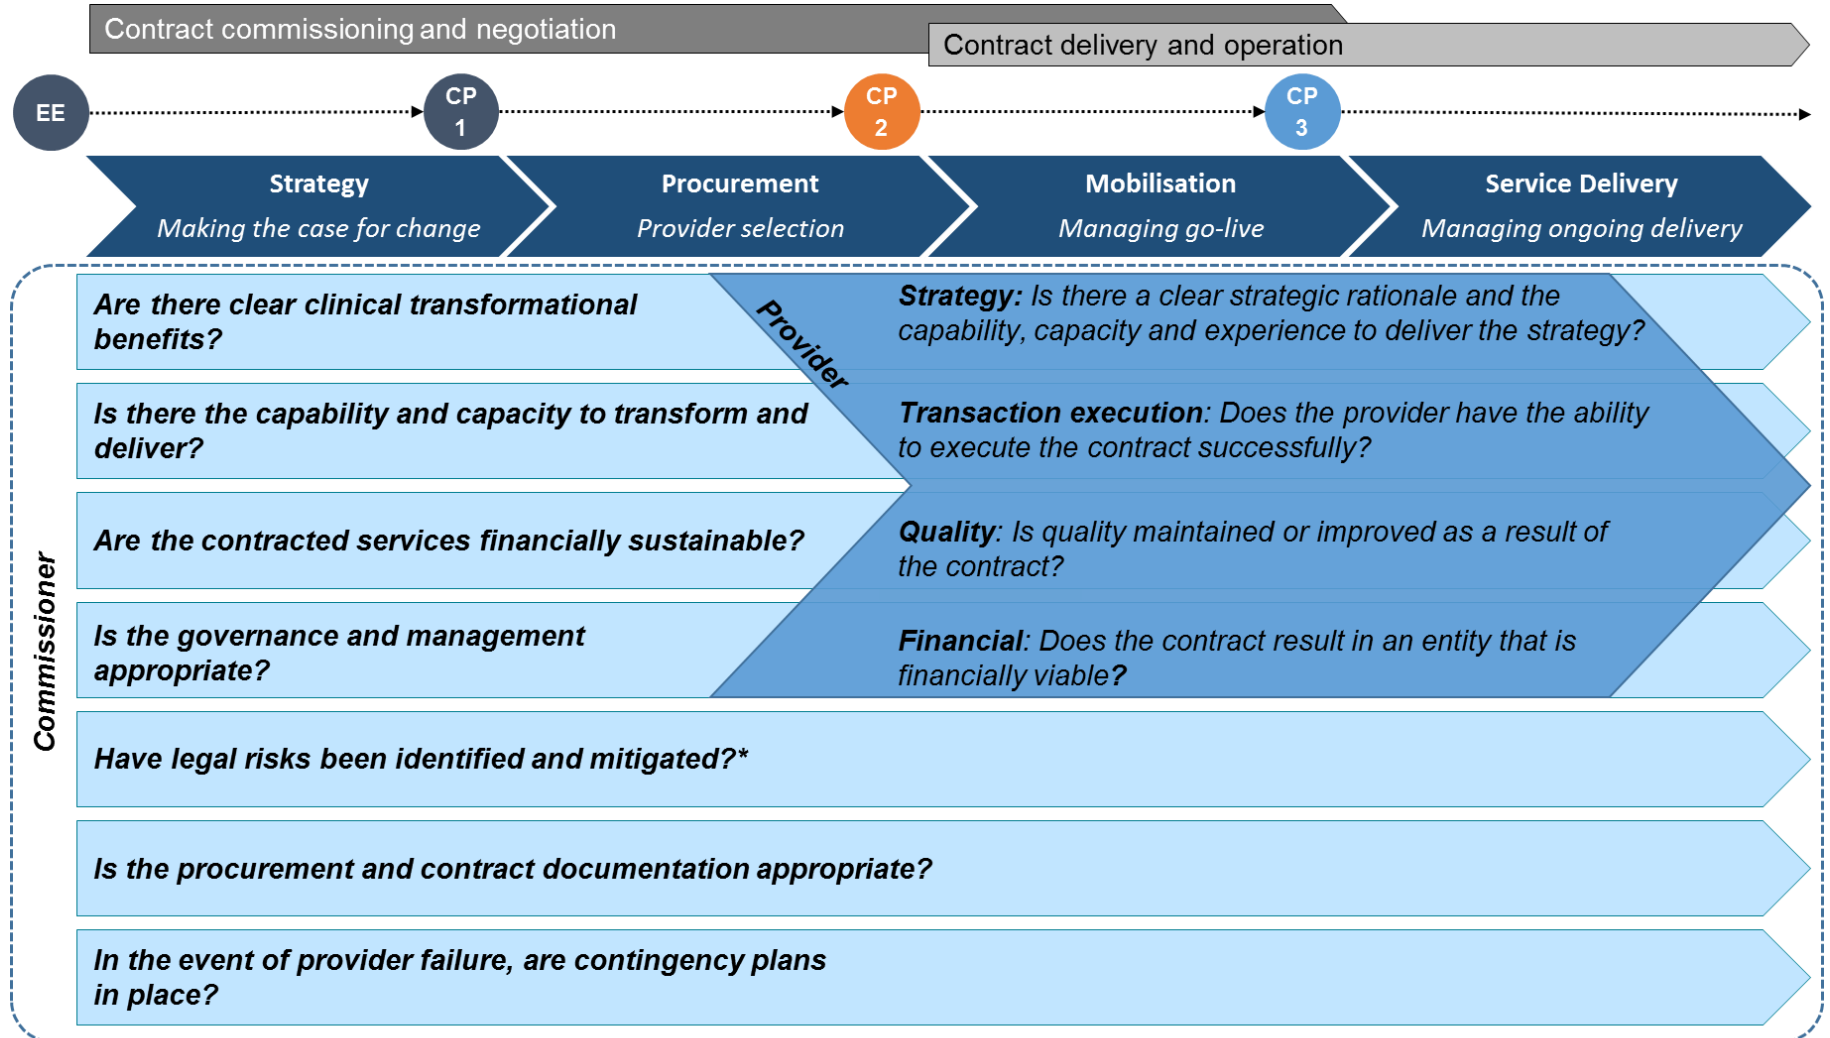 Contract commissioning and negotiation
Contract delivery and operation
EE
CP
1
CP
2
CP
3
Strategy
Making the case for change
Procurement
Provider selection
Mobilisation
Managing go-live
Service Delivery
Managing ongoing delivery
Commissioner
Are there clear clinical transformational
benefits?
Is there the capability and capacity to transform and
deliver?
Are the contracted services financially sustainable?
Is the governance and management
appropriate?
Have legal risks been identified and mitigated?*
Is the procurement and contract documentation appropriate?
In the event of provider failure, are contingency plans
in place?
Provider
Strategy: Is there a clear strategic rationale and the
capability, capacity and experience to deliver the strategy?
Transaction execution: Does the provider have the ability
to execute the contract successfully?
Quality: Is quality maintained or improved as a result of
the contract?
Financial: Does the contract result in an entity that is
financially viable?